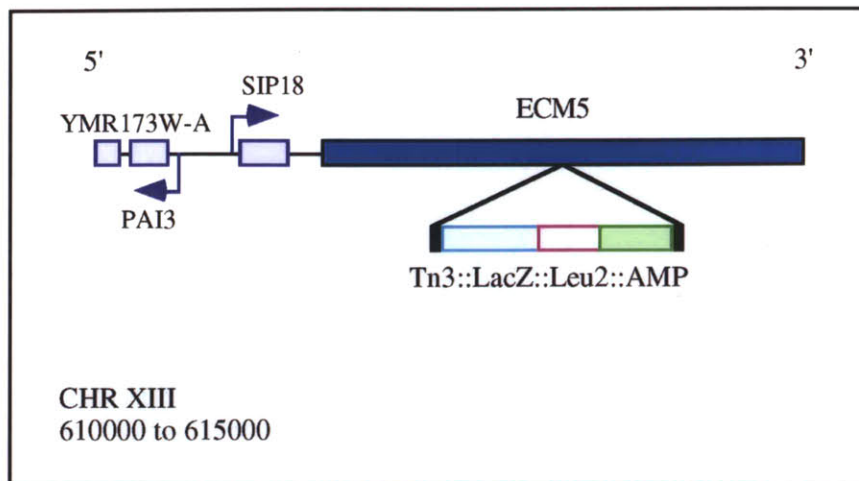 5'
3'
SIP18
ECM5
YMR173W-A
PAI3
Tn3::LacZ::Leu2::AMP
CHR XIII
610000 to 615000